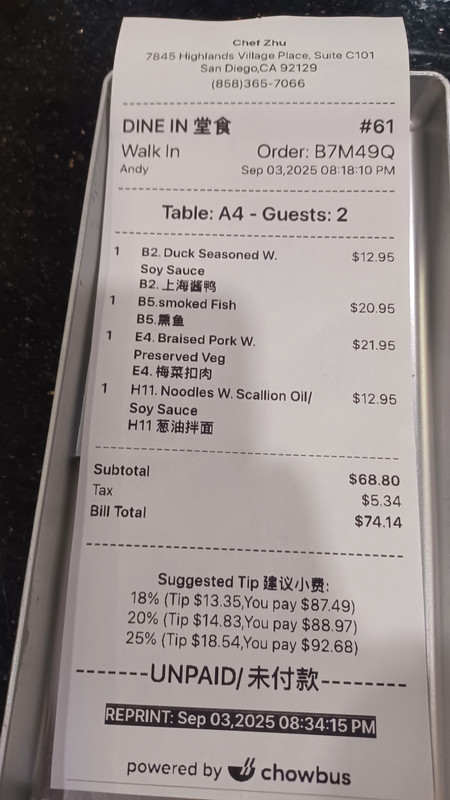 Chef Zhu
7845 Highlands Village Place, Suite C101
San Diego,CA 92129
(858)365-7066
DINE IN 堂食 #61
Walk In Order: B7M49Q
Andy Sep 03,2025 08:18:10 PM
Table: A4 - Guests: 2
1 B2. Duck Seasoned W. $12.95
Soy Sauce
B2. 上海酱鸭
1 B5.smoked Fish $20.95
B5.熏鱼
1 E4. Braised Pork W. $21.95
Preserved Veg
E4. 梅菜扣肉
1 H11. Noodles W. Scallion Oil/ $12.95
Soy Sauce
H11 葱油拌面
Subtotal $68.80
Tax $5.34
Bill Total $74.14
Suggested Tip 建议小费:
18% (Tip $13.35,You pay $87.49)
20% (Tip $14.83,You pay $88.97)
25% (Tip $18.54,You pay $92.68)
-------UNPAID/未付款--------
REPRINT: Sep 03,2025 08:34:15 PM
powered by chowbus